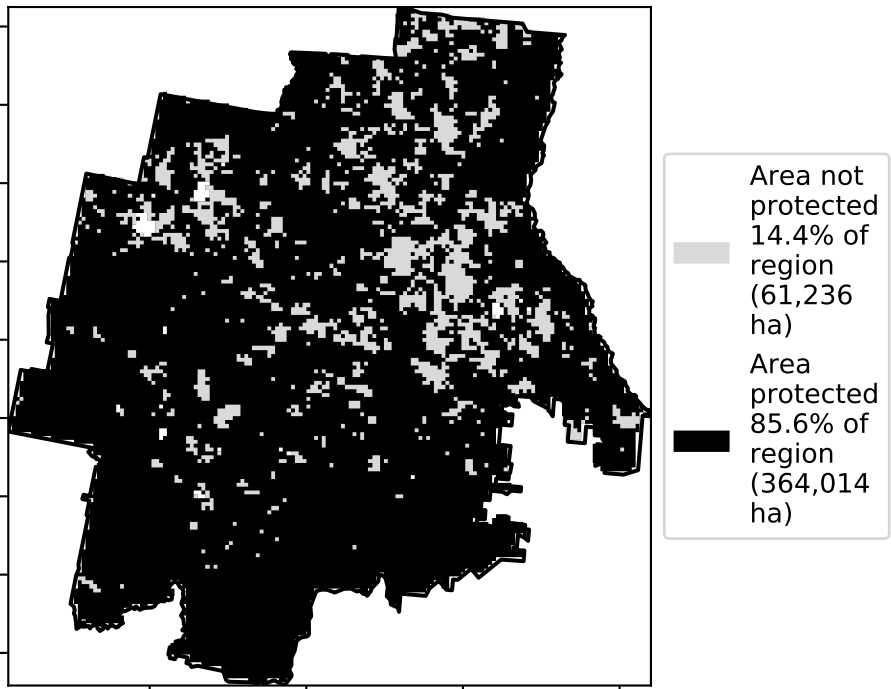 Area not
protected
14.4% of
region
(61,236
ha)
Area
protected
85.6% of
region
(364,014
ha)